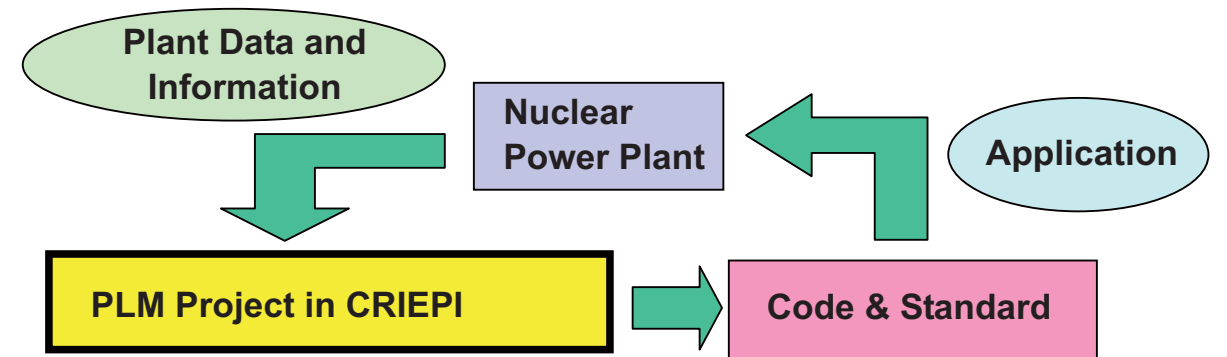 Plant Data and
Information
Nuclear
Power Plant
Application
PLM Project in CRIEPI
Code & Standard